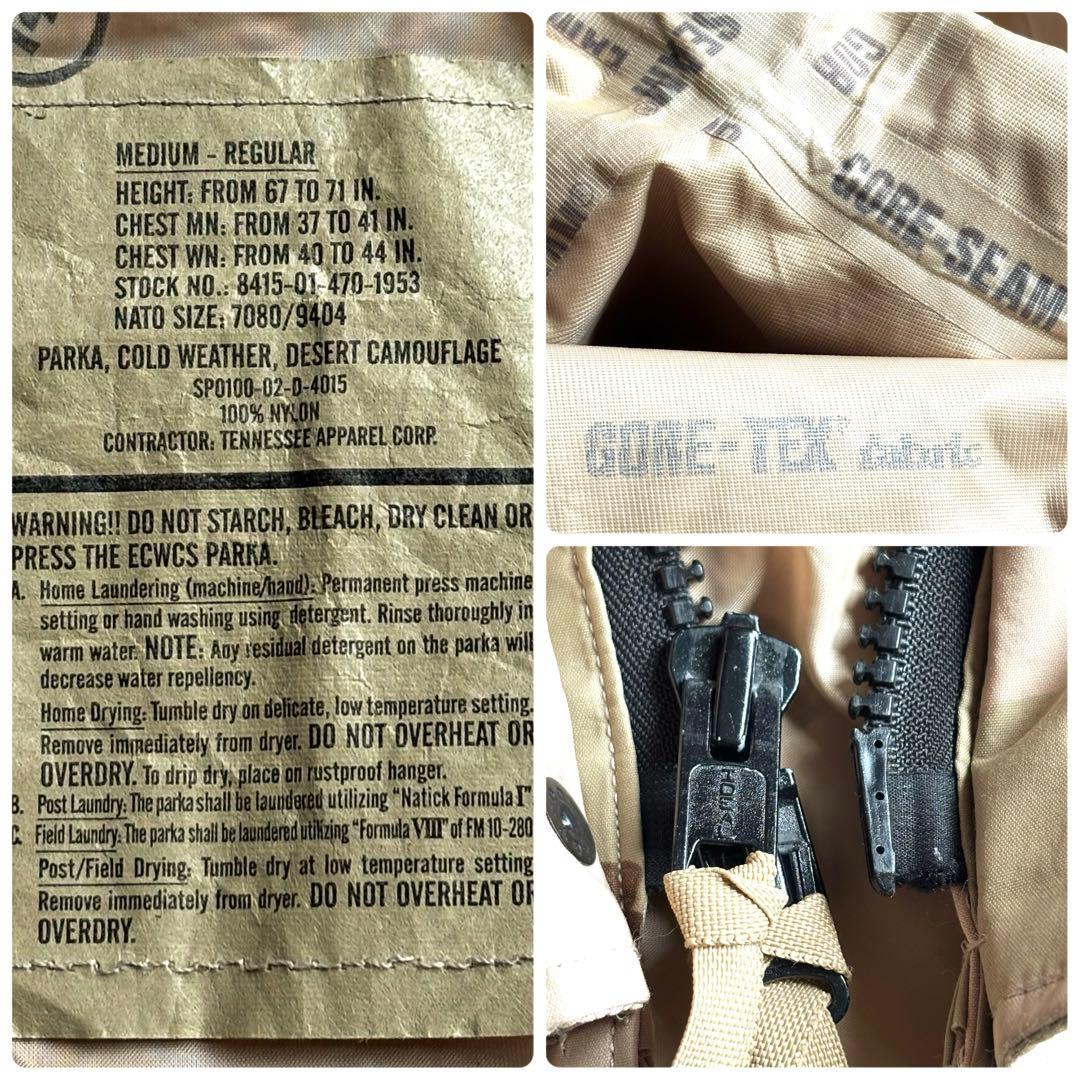 MEDIUM - REGULAR
HEIGHT: FROM 67 TO 71 IN.
CHEST MN: FROM 37 TO 41 IN.
CHEST WN: FROM 40 TO 44 IN.
STOCK NO.: 8415-01-470-1953
NATO SIZE: 7080/9404
PARKA, COLD WEATHER, DESERT CAMOUFLAGE
SP0100-02-D-4015
100% NYLON
CONTRACTOR: TENNESSEE APPAREL CORP.
WARNING!! DO NOT STARCH, BLEACH, DRY CLEAN OR
PRESS THE ECWCS PARKA.
A. Home Laundering (machine/hand): Permanent press machine
setting or hand washing using detergent. Rinse thoroughly in
warm water. NOTE: Any residual detergent on the parka will
decrease water repellency.
Home Drying: Tumble dry on delicate, low temperature setting.
Remove immediately from dryer. DO NOT OVERHEAT OR
OVERDRY. To drip dry, place on rustproof hanger.
B. Post Laundry: The parka shall be laundered utilizing "Natick Formula I"
C. Field Laundry: The parka shall be laundered utilizing "Formula VIII" of FM 10-280
Post/Field Drying: Tumble dry at low temperature setting
Remove immediately from dryer. DO NOT OVERHEAT OR
OVERDRY.
GORE-SEAM
GORE-TEX® fabric